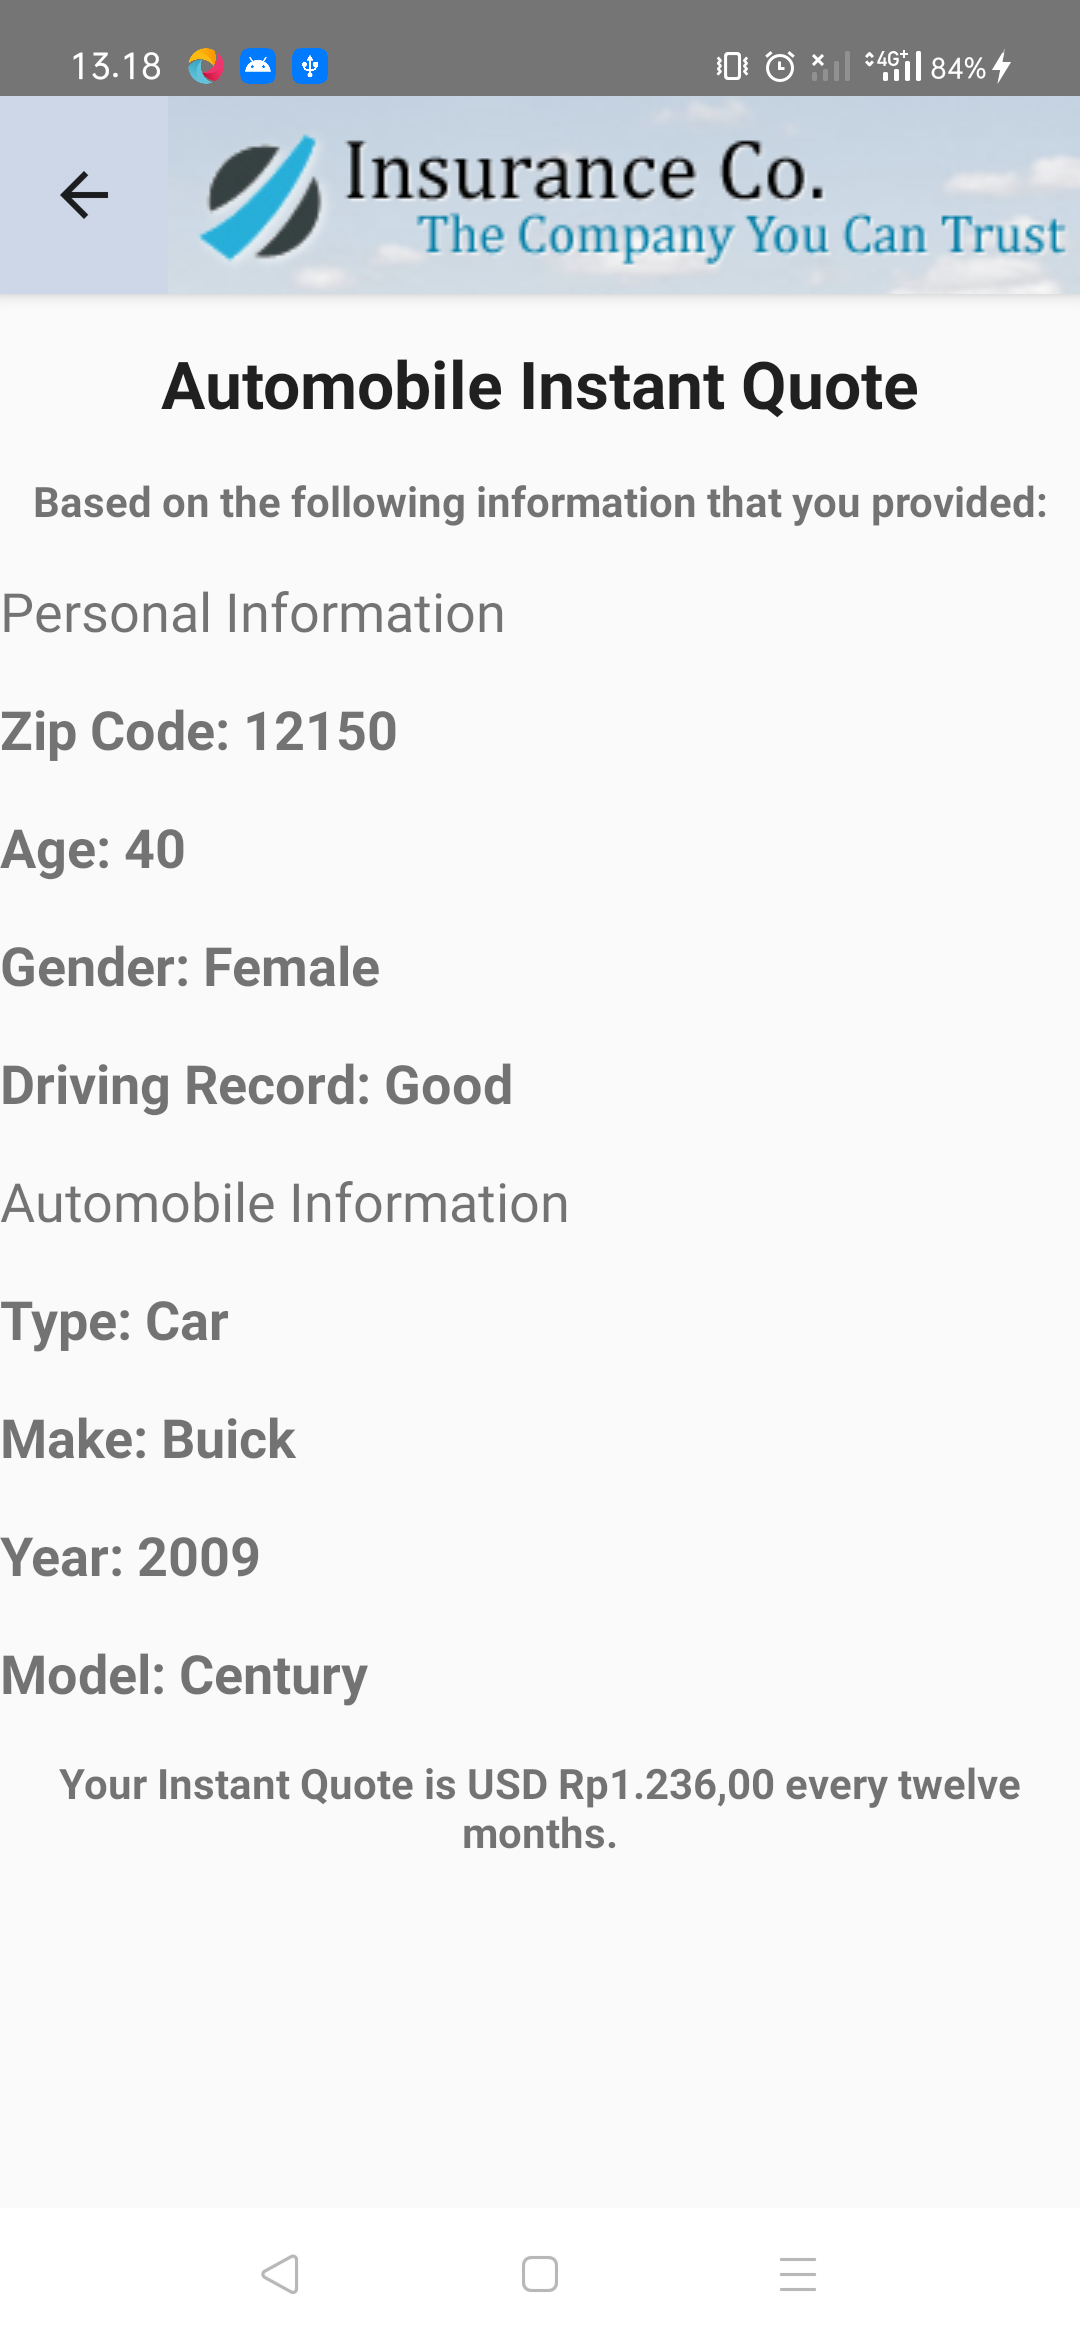 13.18
4G+ 84%
Insurance Co.
The Company You Can Trust
Automobile Instant Quote
Based on the following information that you provided:
Personal Information
Zip Code: 12150
Age: 40
Gender: Female
Driving Record: Good
Automobile Information
Type: Car
Make: Buick
Year: 2009
Model: Century
Your Instant Quote is USD Rp1.236,00 every twelve
months.